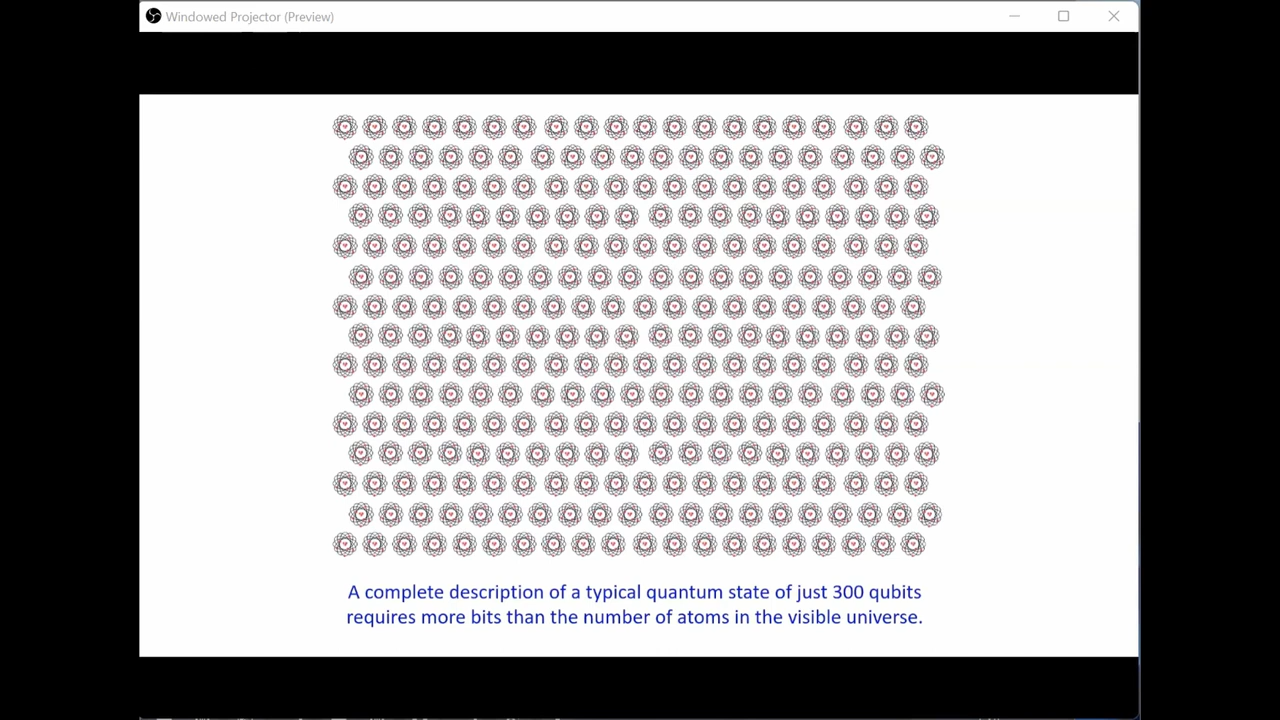 Windowed Projector (Preview)
A complete description of a typical quantum state of just 300 qubits
requires more bits than the number of atoms in the visible universe.